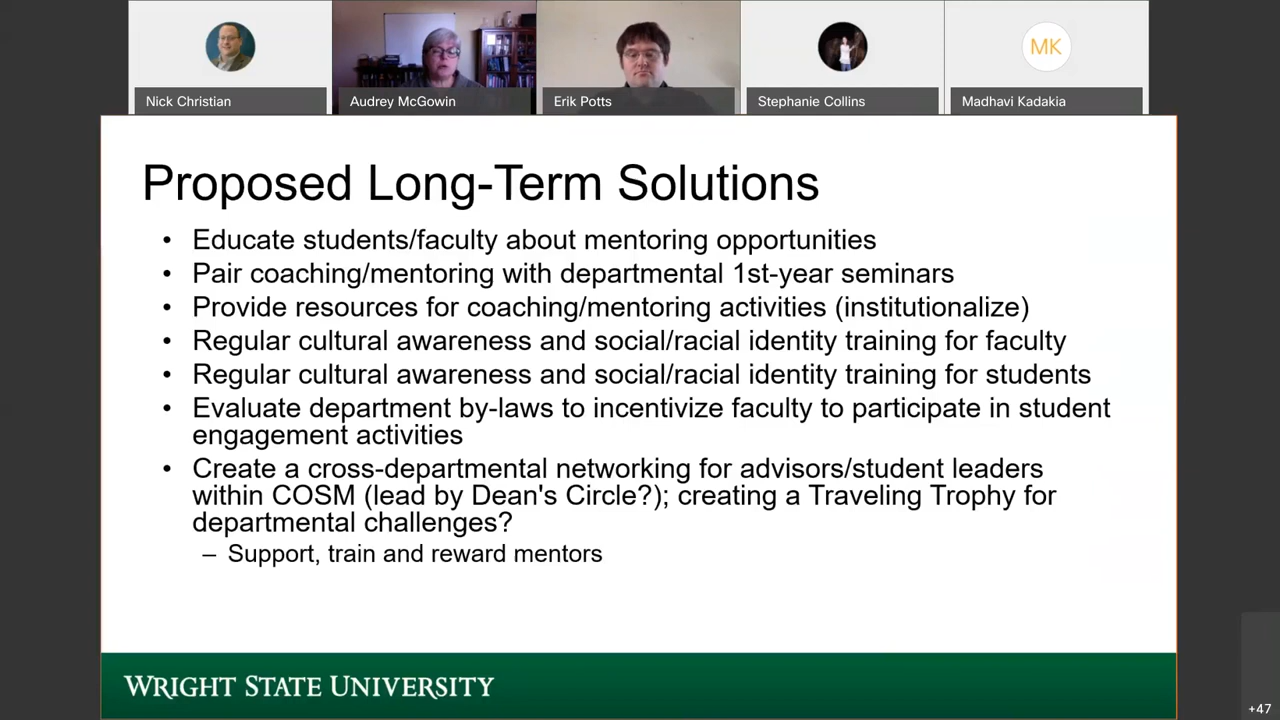 MK
Nick Christian
Audrey McGowin
Erik Potts
Stephanie Collins
Madhavi Kadakia
Proposed Long-Term Solutions
• Educate students/faculty about mentoring opportunities
• Pair coaching/mentoring with departmental 1st-year seminars
• Provide resources for coaching/mentoring activities (institutionalize)
• Regular cultural awareness and social/racial identity training for faculty
• Regular cultural awareness and social/racial identity training for students
• Evaluate department by-laws to incentivize faculty to participate in student
engagement activities
• Create a cross-departmental networking for advisors/student leaders
within COSM (lead by Dean's Circle?); creating a Traveling Trophy for
departmental challenges?
– Support, train and reward mentors
WRIGHT STATE UNIVERSITY
+47